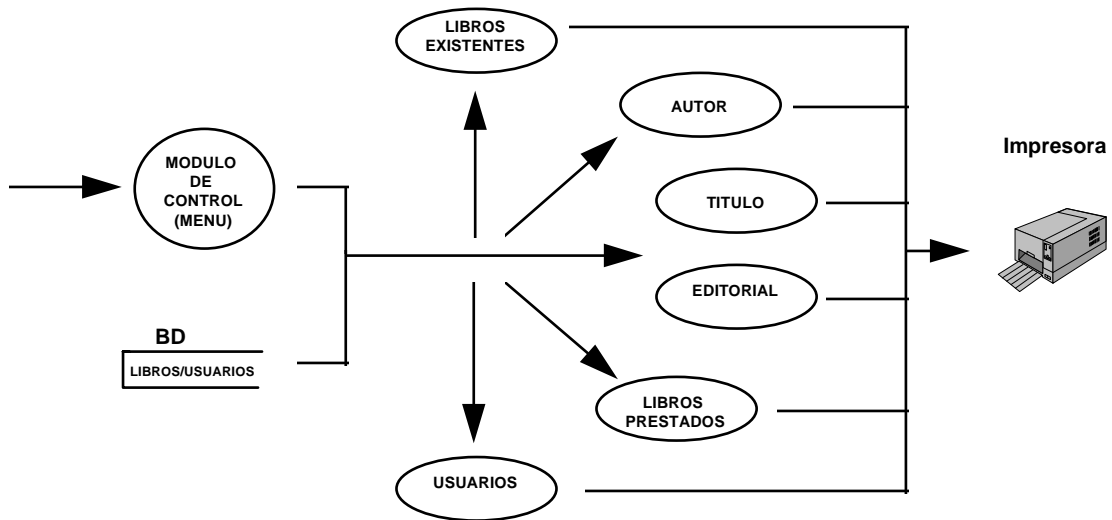 LIBROS
EXISTENTES
AUTOR
Impresora
MODULO
DE
CONTROL
(MENU)
TITULO
EDITORIAL
BD
LIBROS/USUARIOS
LIBROS
PRESTADOS
USUARIOS